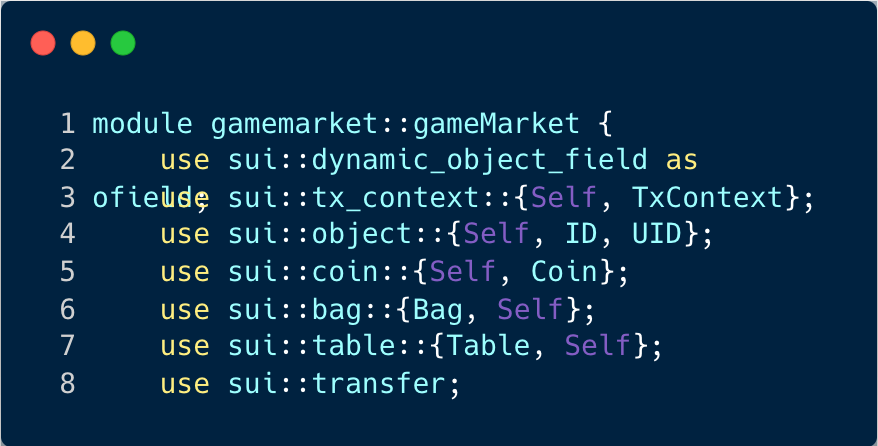 1 module gamemarket::gameMarket {
2 use sui::dynamic_object_field as
ofield;
3 use sui::tx_context::{Self, TxContext};
4 use sui::object::{Self, ID, UID};
5 use sui::coin::{Self, Coin};
6 use sui::bag::{Bag, Self};
7 use sui::table::{Table, Self};
8 use sui::transfer;